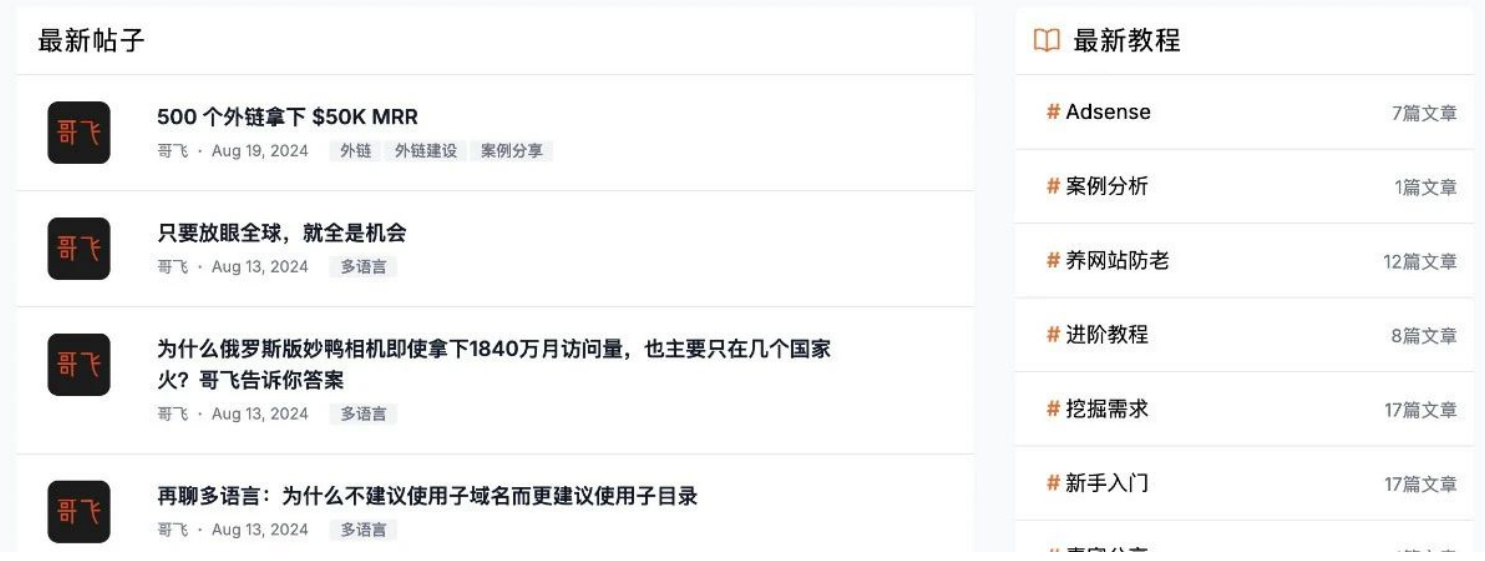 最新帖子
哥飞
500 个外链拿下 $50K MRR
哥飞 · Aug 19, 2024 外链 外链建设 案例分享
哥飞
只要放眼全球，就全是机会
哥飞 · Aug 13, 2024 多语言
哥飞
为什么俄罗斯版妙鸭相机即使拿下1840万月访问量，也主要只在几个国家
火？哥飞告诉你答案
哥飞 · Aug 13, 2024 多语言
哥飞
再聊多语言：为什么不建议使用子域名而更建议使用子目录
哥飞 · Aug 13, 2024 多语言
最新教程
# Adsense 7篇文章
# 案例分析 1篇文章
# 养网站防老 12篇文章
# 进阶教程 8篇文章
# 挖掘需求 17篇文章
# 新手入门 17篇文章